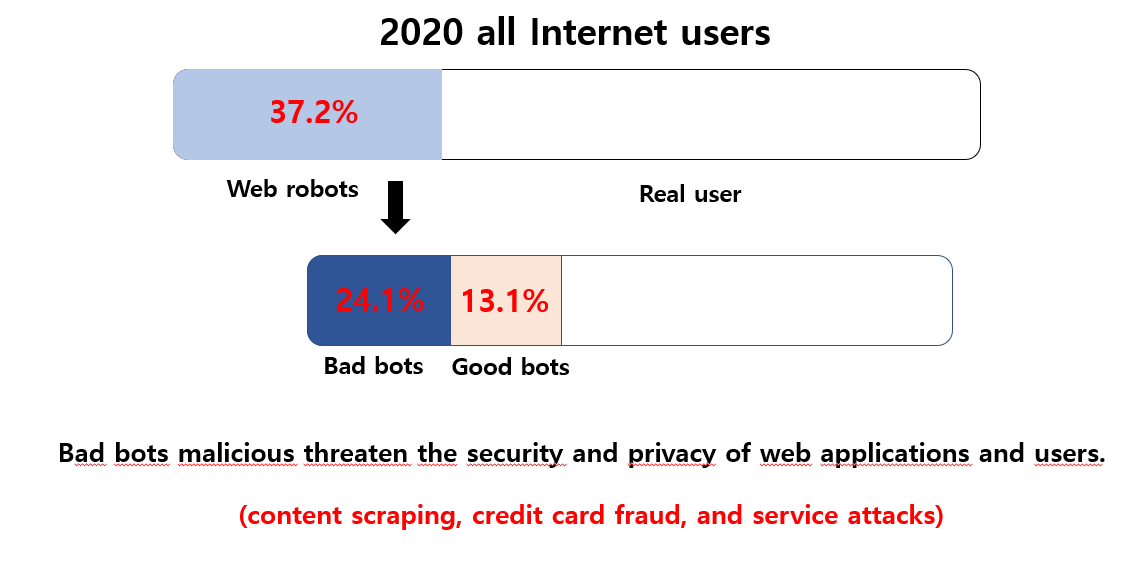 2020 all Internet users
37.2%
Web robots
Real user
24.1% 13.1%
Bad bots Good bots
Bad bots malicious threaten the security and privacy of web applications and users.
(content scraping, credit card fraud, and service attacks)